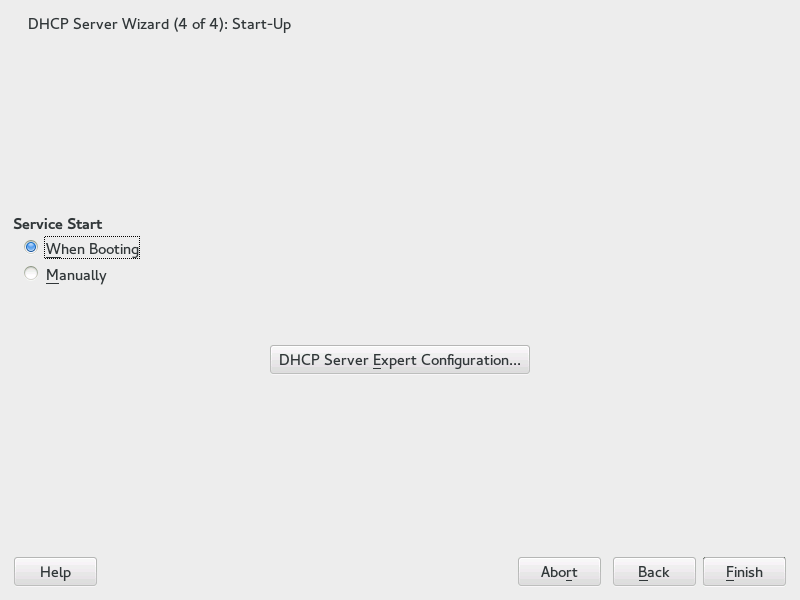 DHCP Server Wizard (4 of 4): Start-Up
Service Start
When Booting
Manually
DHCP Server Expert Configuration...
Help
Abort
Back
Finish